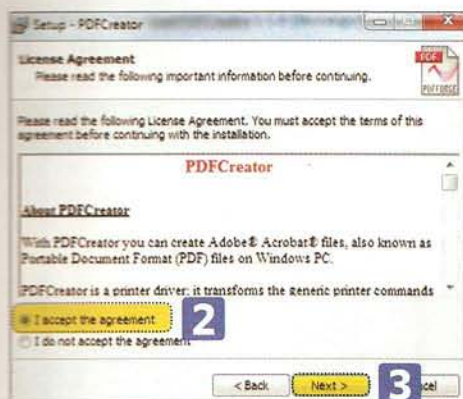 Setup - PDFCreator
License Agreement
Please read the following important information before continuing.
PDF
PDFFORGE
Please read the following License Agreement. You must accept the terms of this
agreement before continuing with the installation.
PDFCreator
About PDFCreator
With PDFCreator you can create Adobe® Acrobat® files, also known as
Portable Document Format (PDF) files on Windows PC.
PDFCreator is a printer driver; it transforms the generic printer commands
I accept the agreement
2
I do not accept the agreement
< Back
Next >
3